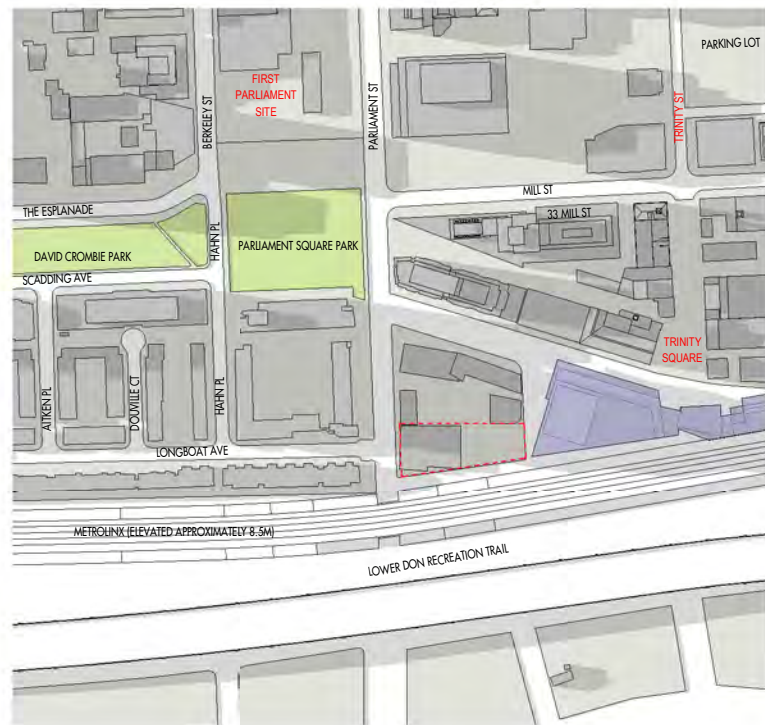 PARKING LOT
FIRST
PARLIAMENT
SITE
BERKELEY ST
PARLIAMENT ST
TRINITY ST
MILL ST
THE ESPLANADE
33 MILL ST
HAHN PL
DAVID CROMBIE PARK
PARLIAMENT SQUARE PARK
SCADDING AVE
TRINITY
SQUARE
AITKEN PL
DOUVILLE CT
HAHN PL
LONGBOAT AVE
METROLINX (ELEVATED APPROXIMATELY 8.5M)
LOWER DON RECREATION TRAIL